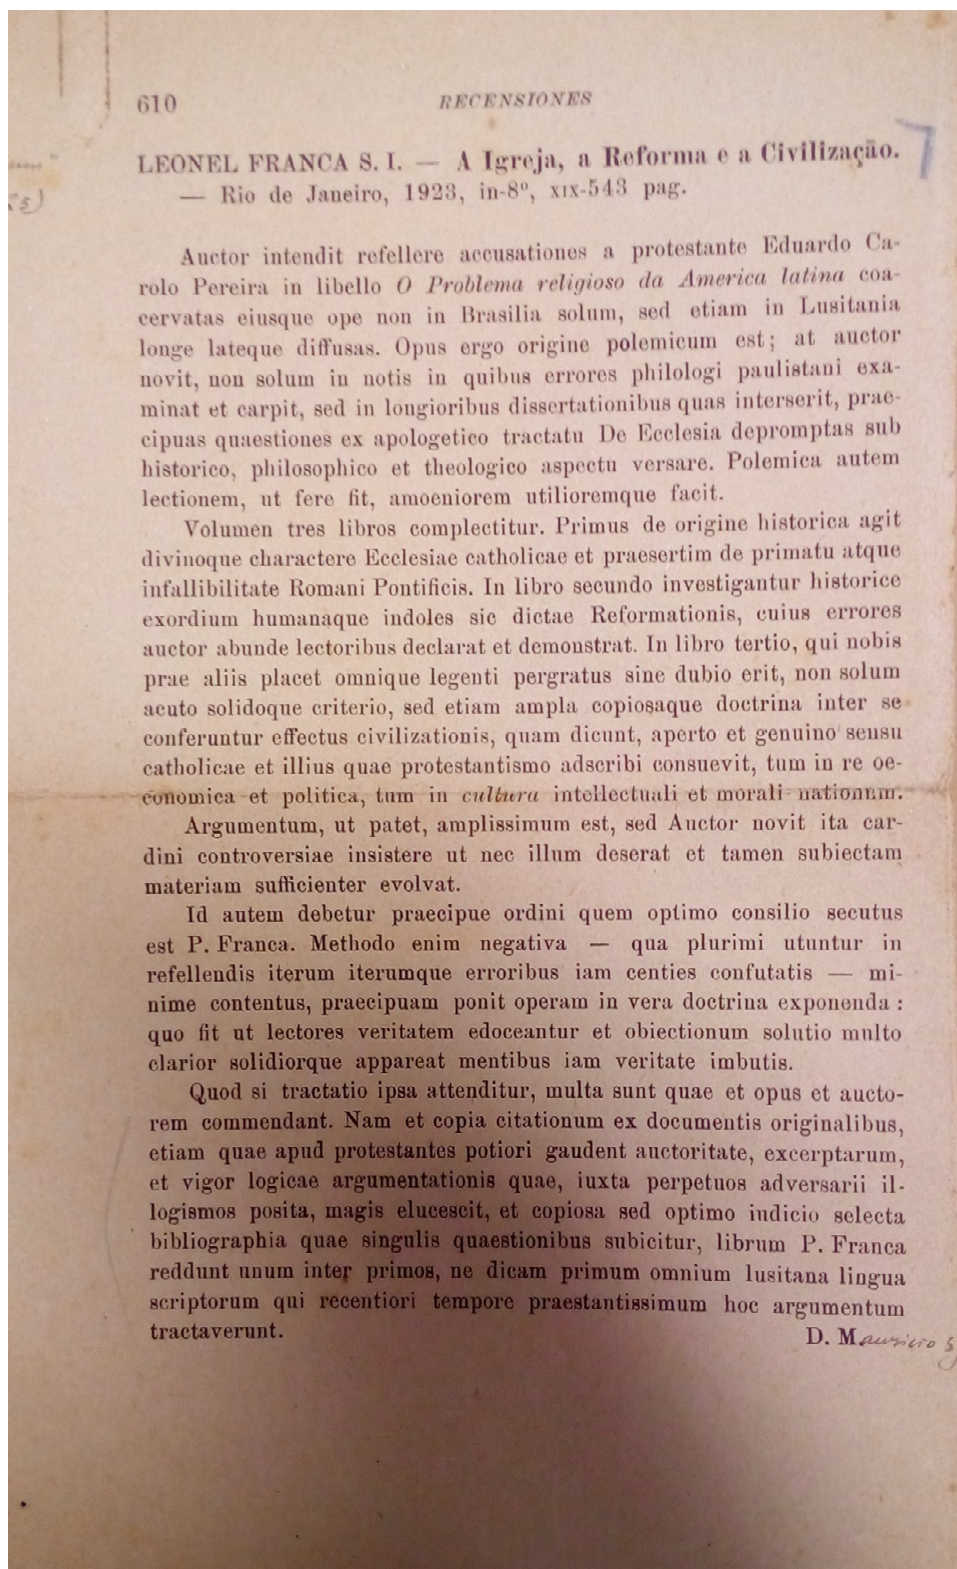 610 RECENSIONES
7
LEONEL FRANCA S. I. — A Igreja, a Reforma e a Civilização.
— Rio de Janeiro, 1923, in-8º, XIX-543 pag.
Auctor intendit refellere accusationes a protestante Eduardo Ca-
rolo Pereira in libello O Problema religioso da America latina coa-
cervatas eiusque ope non in Brasilia solum, sed etiam in Lusitania
longe lateque diffusas. Opus ergo origine polemicum est; at auctor
novit, non solum in notis in quibus errores philologi paulistani exa-
minat et carpit, sed in longioribus dissertationibus quas interserit, prae-
cipuas quaestiones ex apologetico tractatu De Ecclesia depromptas sub
historico, philosophico et theologico aspectu versare. Polemica autem
lectionem, ut fere fit, amoeniorem utilioremque facit.
Volumen tres libros complectitur. Primus de origine historica agit
divinoque charactere Ecclesiae catholicae et praesertim de primatu atque
infallibilitate Romani Pontificis. In libro secundo investigantur historice
exordium humanaque indoles sic dictae Reformationis, cuius errores
auctor abunde lectoribus declarat et demonstrat. In libro tertio, qui nobis
prae aliis placet omnique legenti pergratus sine dubio erit, non solum
acuto solidoque criterio, sed etiam ampla copiosaque doctrina inter se
conferuntur effectus civilizationis, quam dicunt, aperto et genuino sensu
catholicae et illius quae protestantismo adscribi consuevit, tum in re oe-
conomica et politica, tum in cultura intellectuali et morali nationum.
Argumentum, ut patet, amplissimum est, sed Auctor novit ita car-
dini controversiae insistere ut nec illum deserat et tamen subiectam
materiam sufficienter evolvat.
Id autem debetur praecipue ordini quem optimo consilio secutus
est P. Franca. Methodo enim negativa — qua plurimi utuntur in
refellendis iterum iterumque erroribus iam centies confutatis — mi-
nime contentus, praecipuam ponit operam in vera doctrina exponenda :
quo fit ut lectores veritatem edoceantur et obiectionum solutio multo
clarior solidiorque appareat mentibus iam veritate imbutis.
Quod si tractatio ipsa attenditur, multa sunt quae et opus et aucto-
rem commendant. Nam et copia citationum ex documentis originalibus,
etiam quae apud protestantes potiori gaudent auctoritate, excerptarum,
et vigor logicae argumentationis quae, iuxta perpetuos adversarii il-
logismos posita, magis elucescit, et copiosa sed optimo iudicio selecta
bibliographia quae singulis quaestionibus subicitur, librum P. Franca
reddunt unum inter primos, ne dicam primum omnium lusitana lingua
scriptorum qui recentiori tempore praestantissimum hoc argumentum
tractaverunt.
D. Mauricio